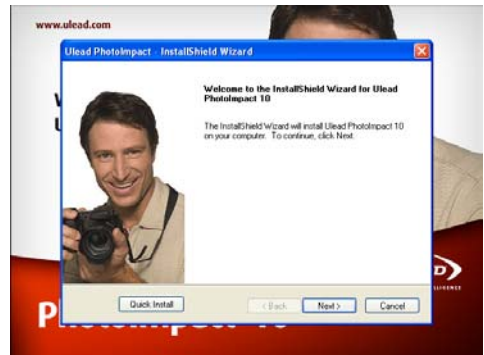 www.ulead.com
Ulead PhotoImpact - InstallShield Wizard
Welcome to the InstallShield Wizard for Ulead
PhotoImpact 10
The InstallShield Wizard will install Ulead PhotoImpact 10
on your computer. To continue, click Next.
Quick Install
< Back
Next >
Cancel